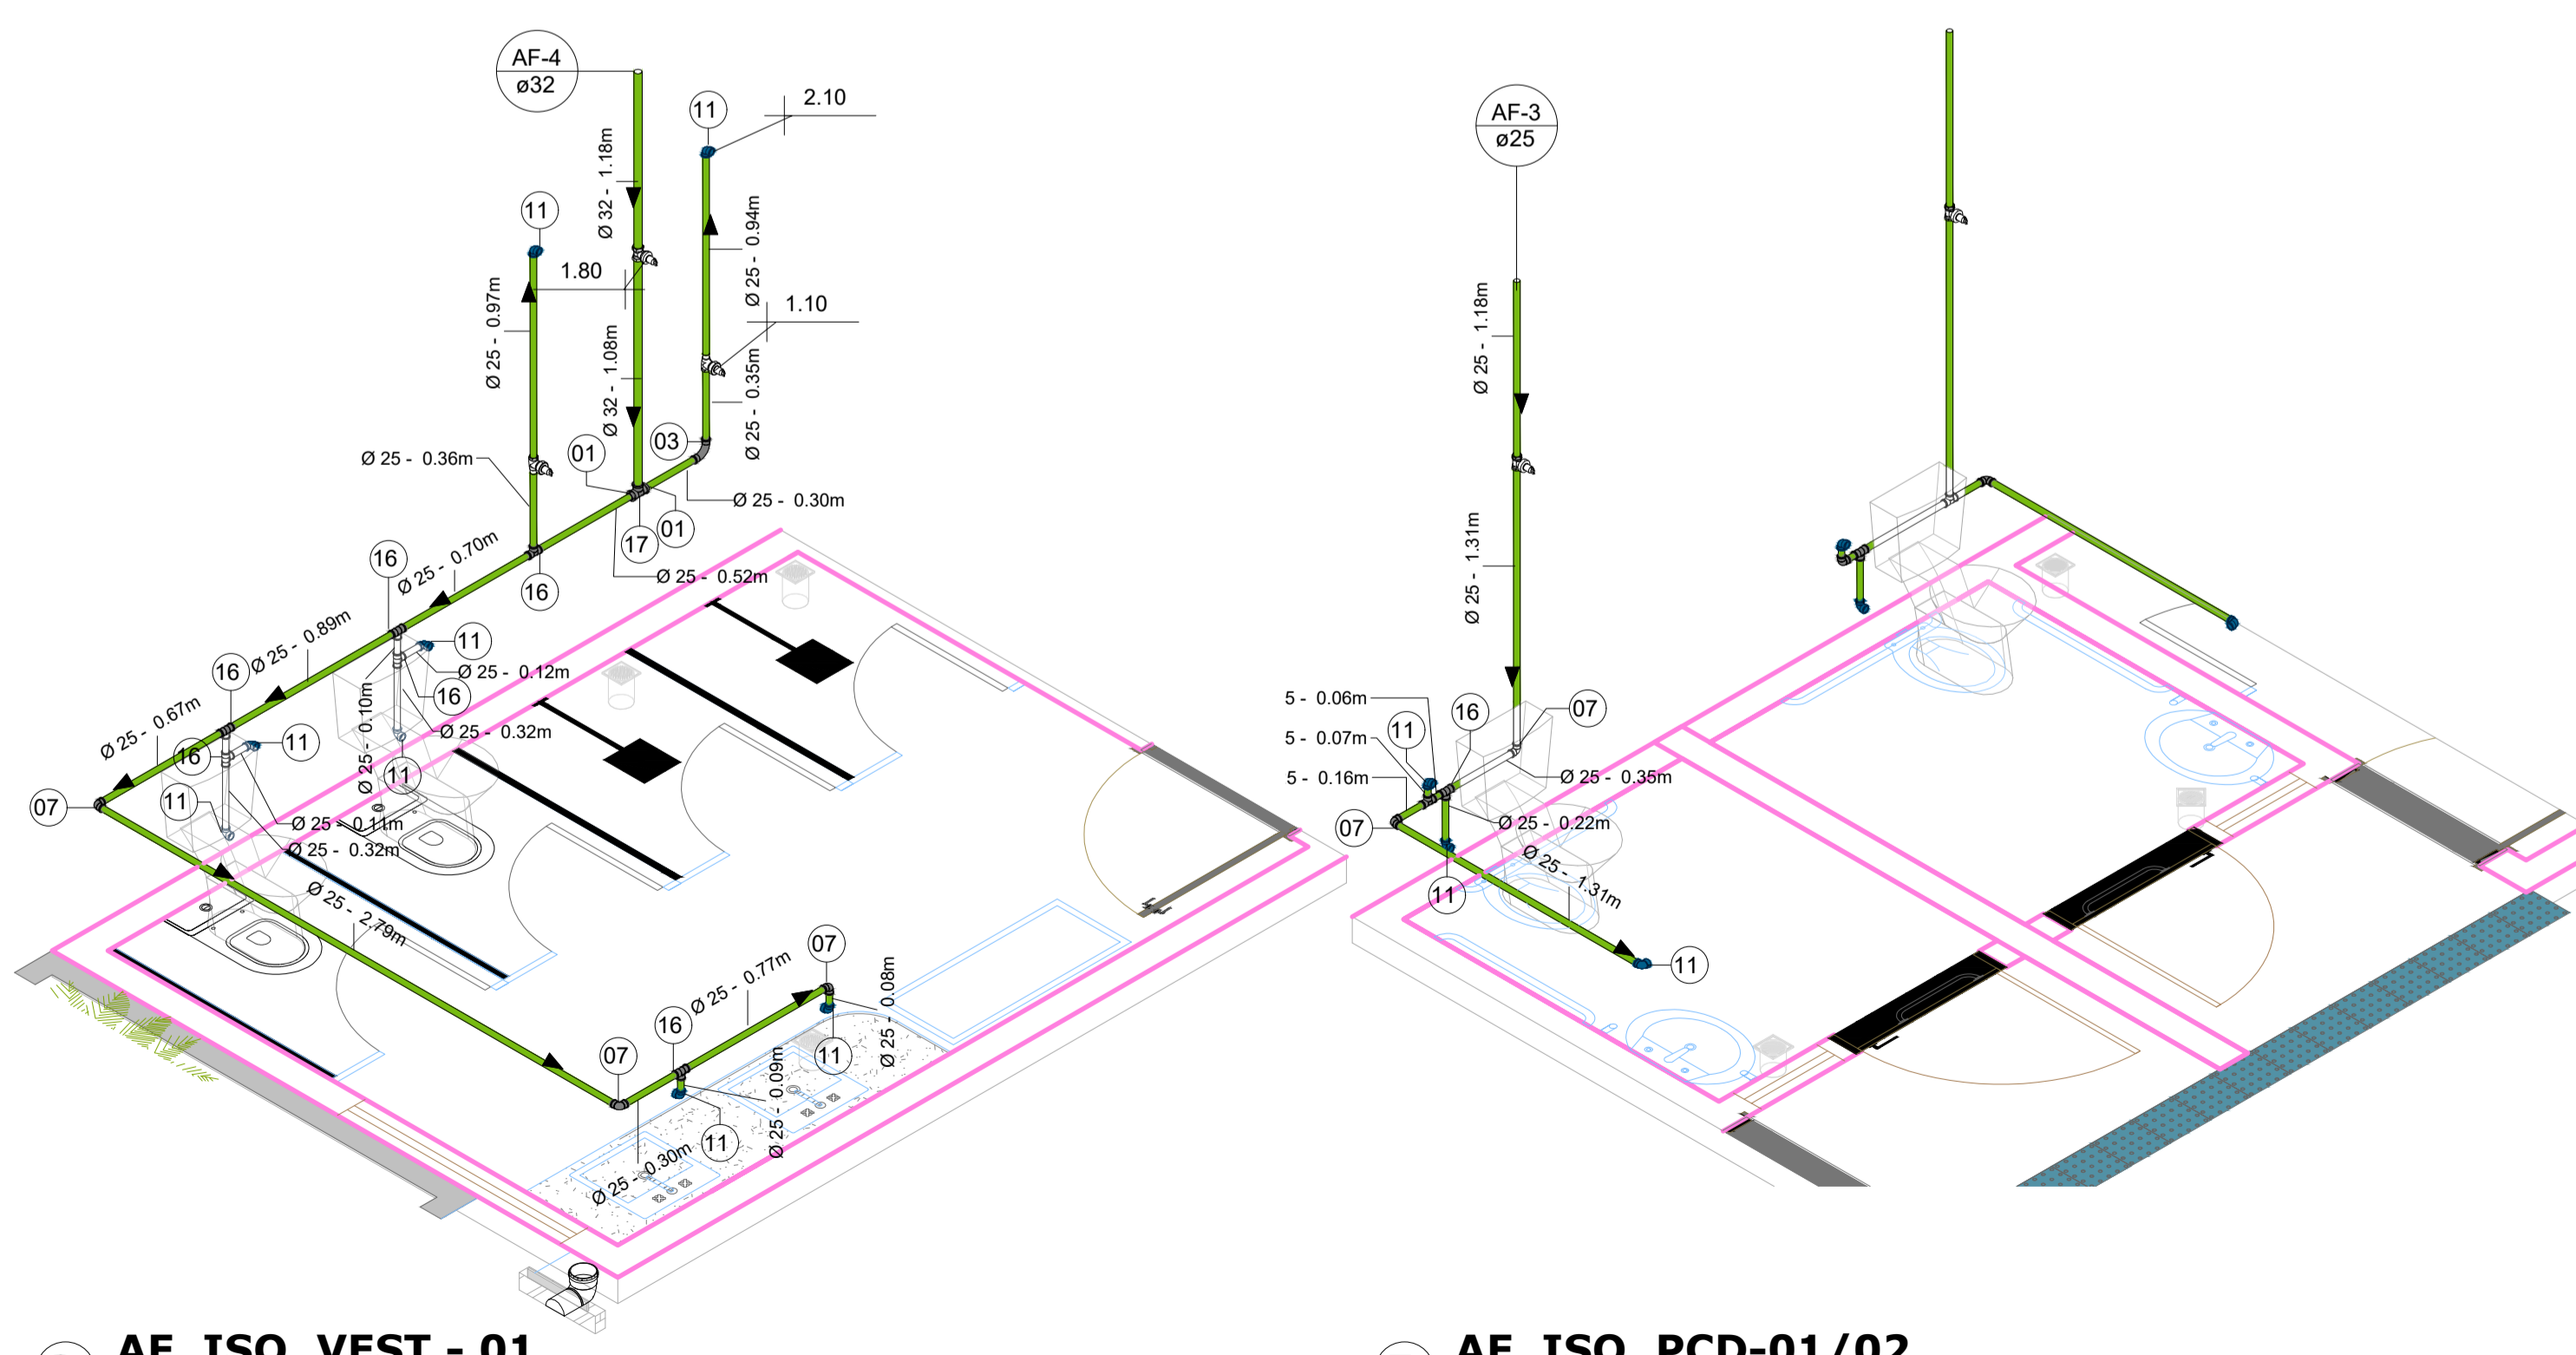 AF-4
ø32
11
2.10
Ø 32 - 1.18m
11
Ø 25 - 0.94m
1.80
1.10
Ø 25 - 0.97m
Ø 32 - 1.08m
Ø 25 - 0.35m
03
01
Ø 25 - 0.36m
Ø 25 - 0.30m
01
17
16
Ø 25 - 0.70m
Ø 25 - 0.52m
16
Ø 25 - 0.89m
16
11
Ø 25 - 0.12m
16
Ø 25 - 0.10m
Ø 25 - 0.32m
Ø 25 - 0.67m
11
16
11
11
07
Ø 25 - 0.11m
Ø 25 - 0.32m
Ø 25 - 2.79m
07
Ø 25 - 0.77m
Ø 25 - 0.08m
16
07
11
Ø 25 - 0.09m
11
Ø 25 - 0.30m
AF-3
ø25
Ø 25 - 1.18m
Ø 25 - 1.31m
5 - 0.06m
16
07
11
5 - 0.07m
5 - 0.16m
Ø 25 - 0.35m
07
Ø 25 - 0.22m
Ø 25 - 1.31m
11
11
AF_ISO_VEST - 01
AF_ISO_PCD-01/02